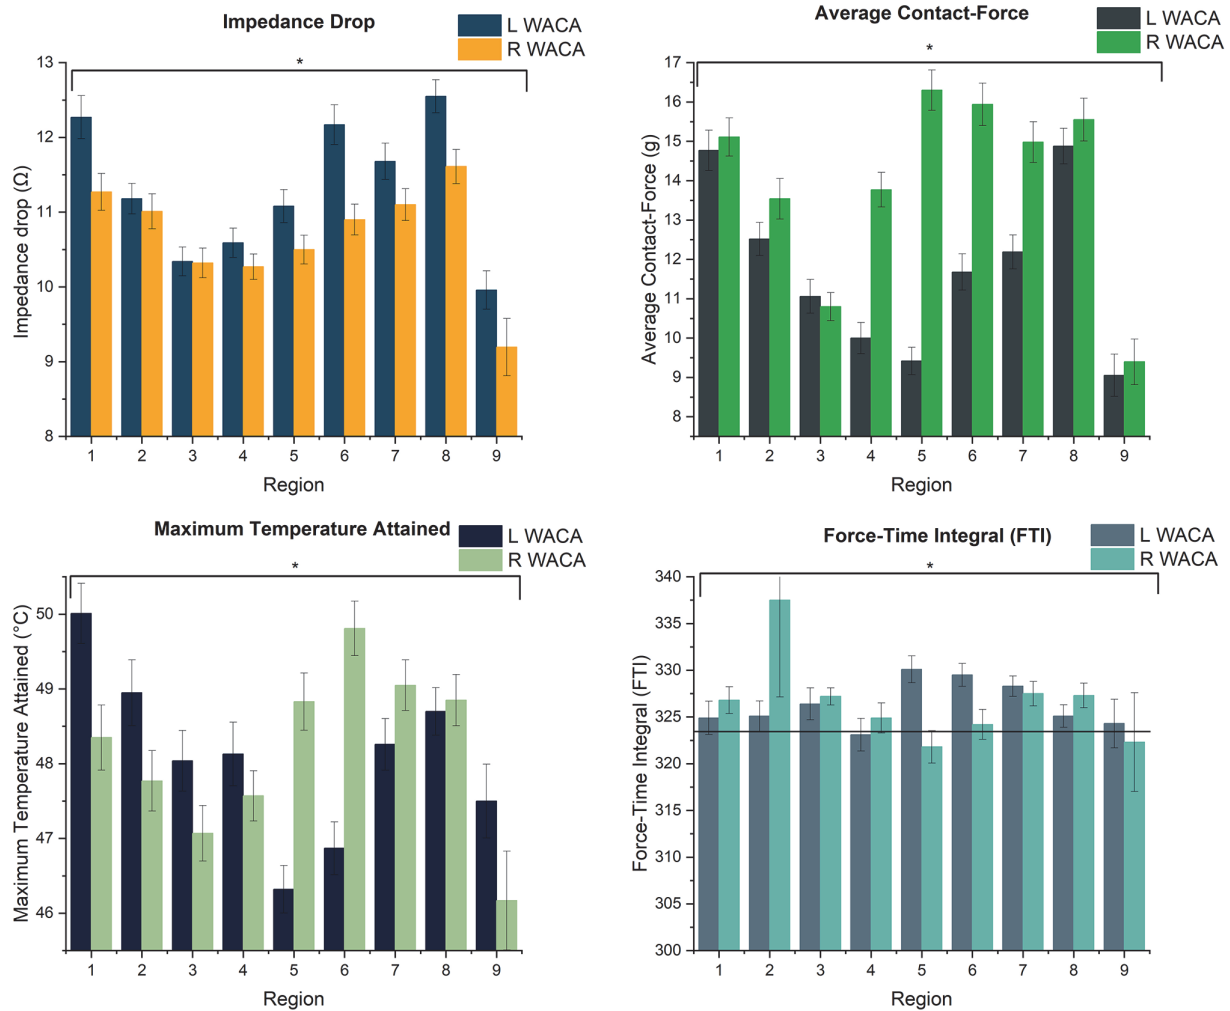 Impedance Drop
L WACA
R WACA
*
13
12
11
10
9
8
Impedance drop (Ω)
1 2 3 4 5 6 7 8 9
Region
Average Contact-Force
L WACA
R WACA
*
17
16
15
14
13
12
11
10
9
8
Average Contact-Force (g)
1 2 3 4 5 6 7 8 9
Region
Maximum Temperature Attained
L WACA
R WACA
*
50
49
48
47
46
Maximum Temperature Attained (°C)
1 2 3 4 5 6 7 8 9
Region
Force-Time Integral (FTI)
L WACA
R WACA
*
340
335
330
325
320
315
310
305
300
Force-Time Integral (FTI)
1 2 3 4 5 6 7 8 9
Region